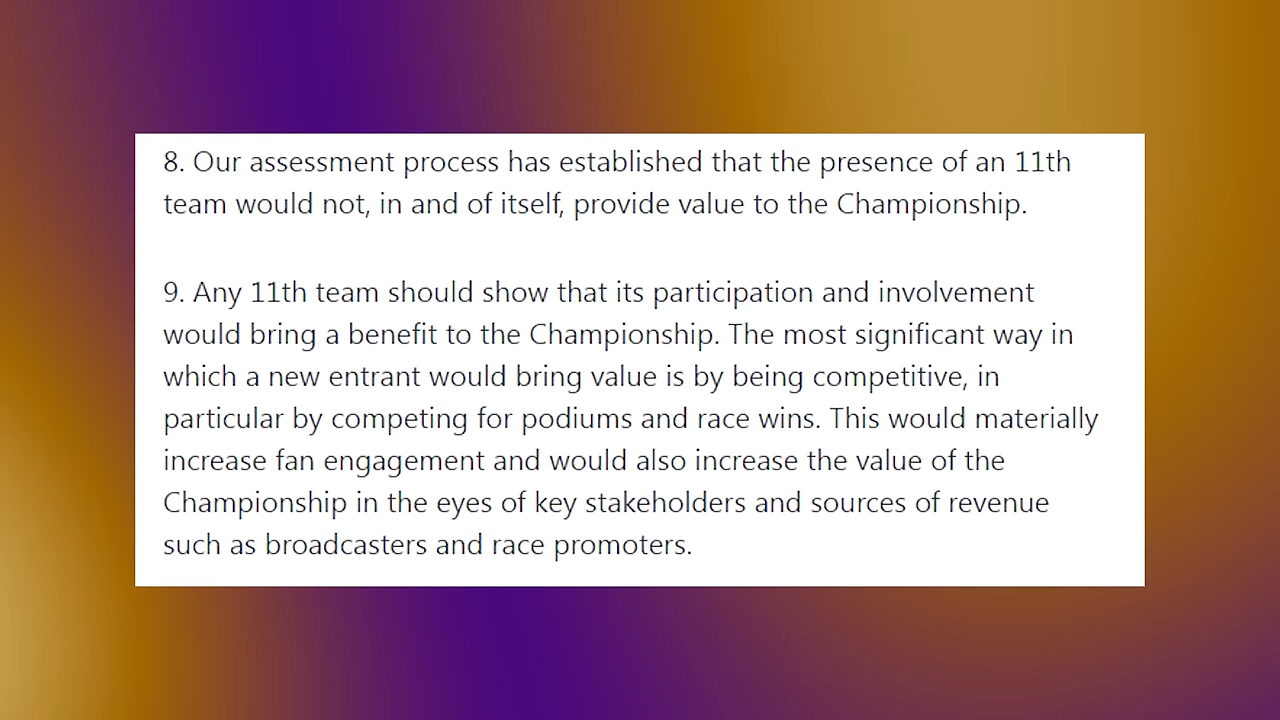 8. Our assessment process has established that the presence of an 11th
team would not, in and of itself, provide value to the Championship.
9. Any 11th team should show that its participation and involvement
would bring a benefit to the Championship. The most significant way in
which a new entrant would bring value is by being competitive, in
particular by competing for podiums and race wins. This would materially
increase fan engagement and would also increase the value of the
Championship in the eyes of key stakeholders and sources of revenue
such as broadcasters and race promoters.